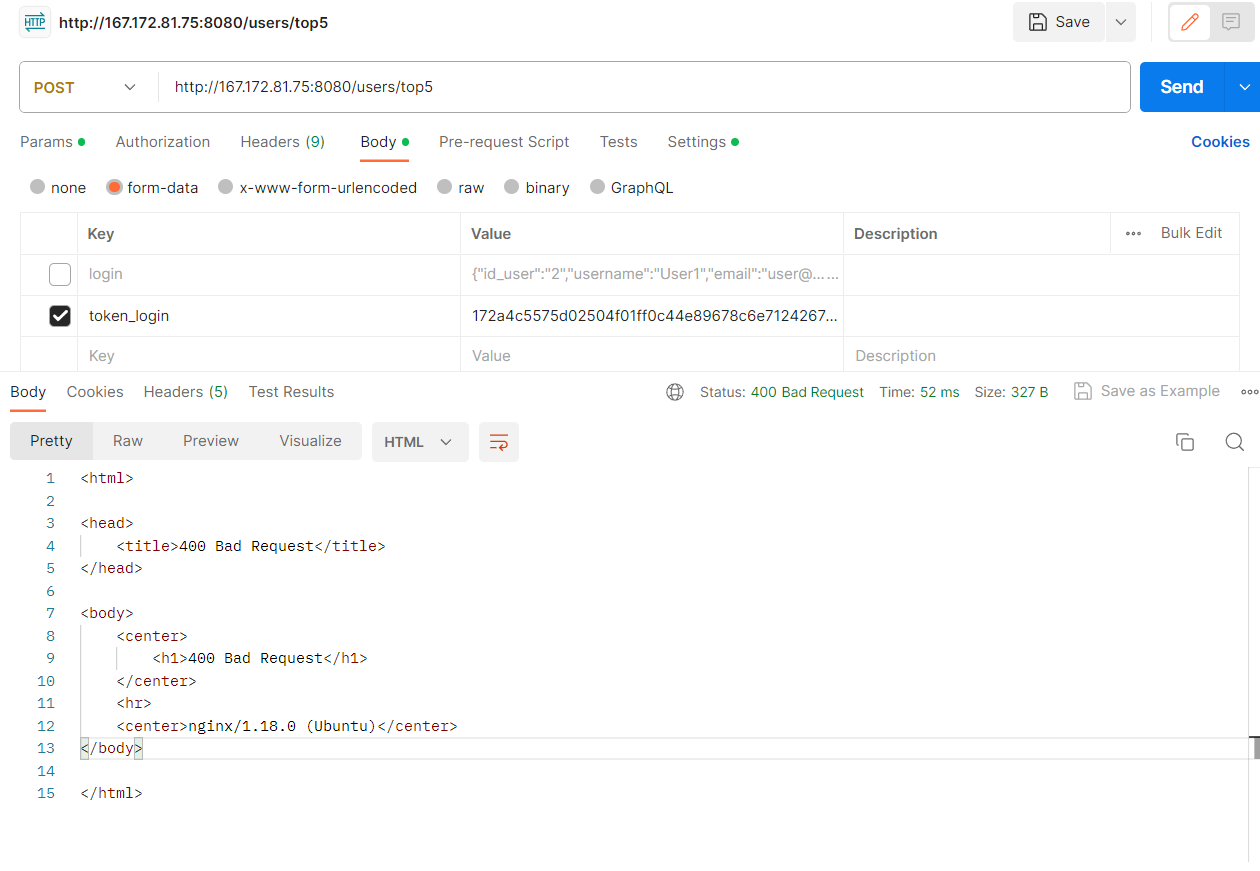 HTTP http://167.172.81.75:8080/users/top5 Save
POST http://167.172.81.75:8080/users/top5 Send
Params Authorization Headers (9) Body Pre-request Script Tests Settings Cookies
none form-data x-www-form-urlencoded raw binary GraphQL
Key Value Description ••• Bulk Edit
login {"id_user":"2","username":"User1","email":"user@... ...
token_login 172a4c5575d02504f01ff0c44e89678c6e7124267...
Key Value Description
Body Cookies Headers (5) Test Results Status: 400 Bad Request Time: 52 ms Size: 327 B Save as Example •••
Pretty Raw Preview Visualize HTML
1 <html>
2
3 <head>
4 <title>400 Bad Request</title>
5 </head>
6
7 <body>
8 <center>
9 <h1>400 Bad Request</h1>
10 </center>
11 <hr>
12 <center>nginx/1.18.0 (Ubuntu)</center>
13 </body>
14
15 </html>